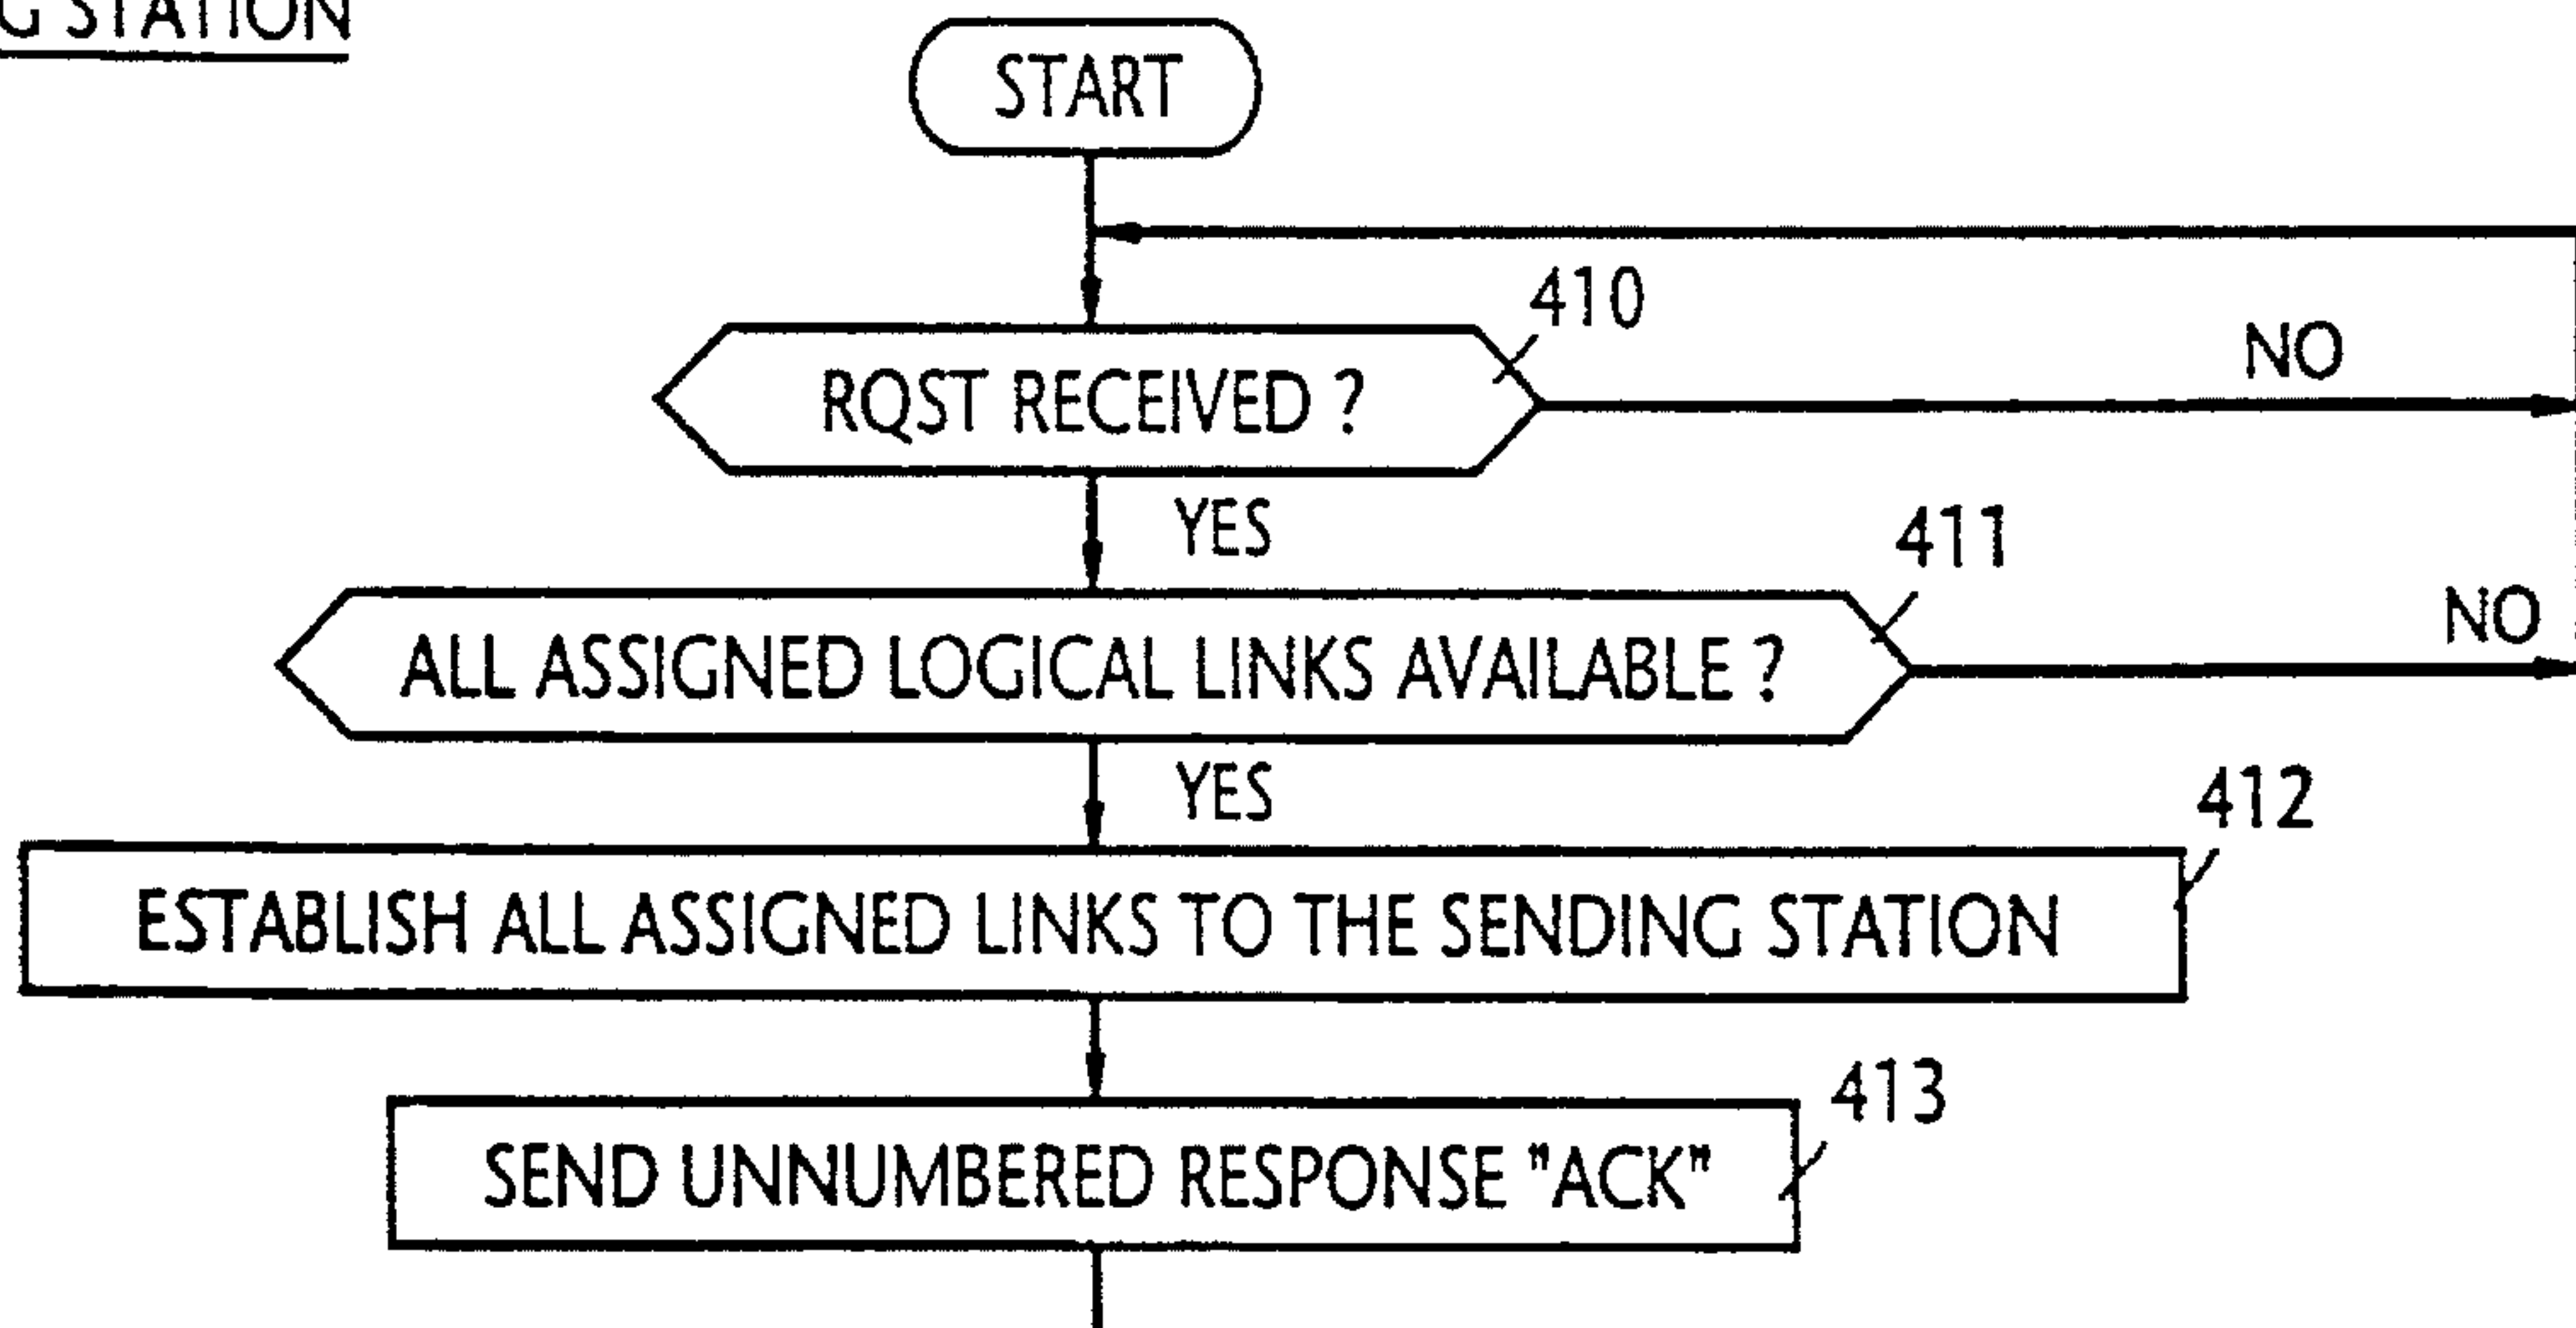 G STATION
START
410
RQST RECEIVED ?
NO
YES
411
ALL ASSIGNED LOGICAL LINKS AVAILABLE ?
NO
YES
412
ESTABLISH ALL ASSIGNED LINKS TO THE SENDING STATION
413
SEND UNNUMBERED RESPONSE "ACK"